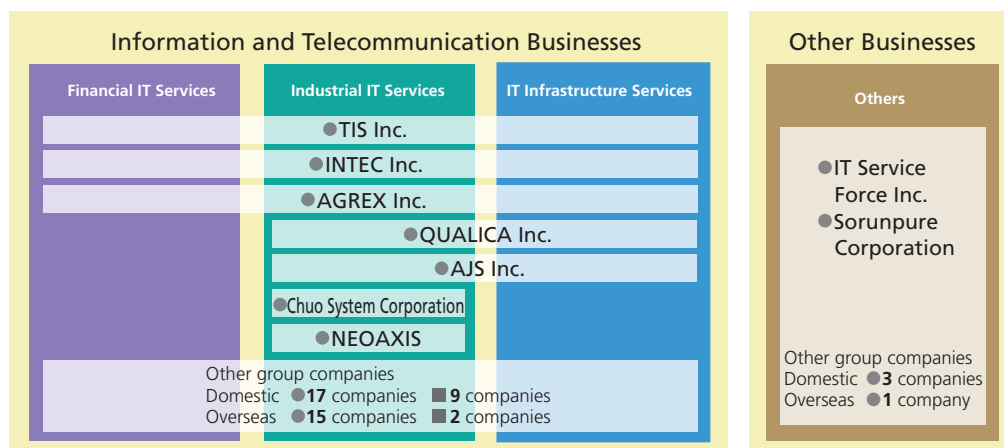 Information and Telecommunication Businesses
Financial IT Services
Industrial IT Services
IT Infrastructure Services
●TIS Inc.
●INTEC Inc.
●AGREX Inc.
●QUALICA Inc.
●AJS Inc.
●Chuo System Corporation
●NEOAXIS
Other group companies
Domestic ●17 companies ■9 companies
Overseas ●15 companies ■2 companies
Other Businesses
Others
●IT Service
Force Inc.
●Sorunpure
Corporation
Other group companies
Domestic ●3 companies
Overseas ●1 company